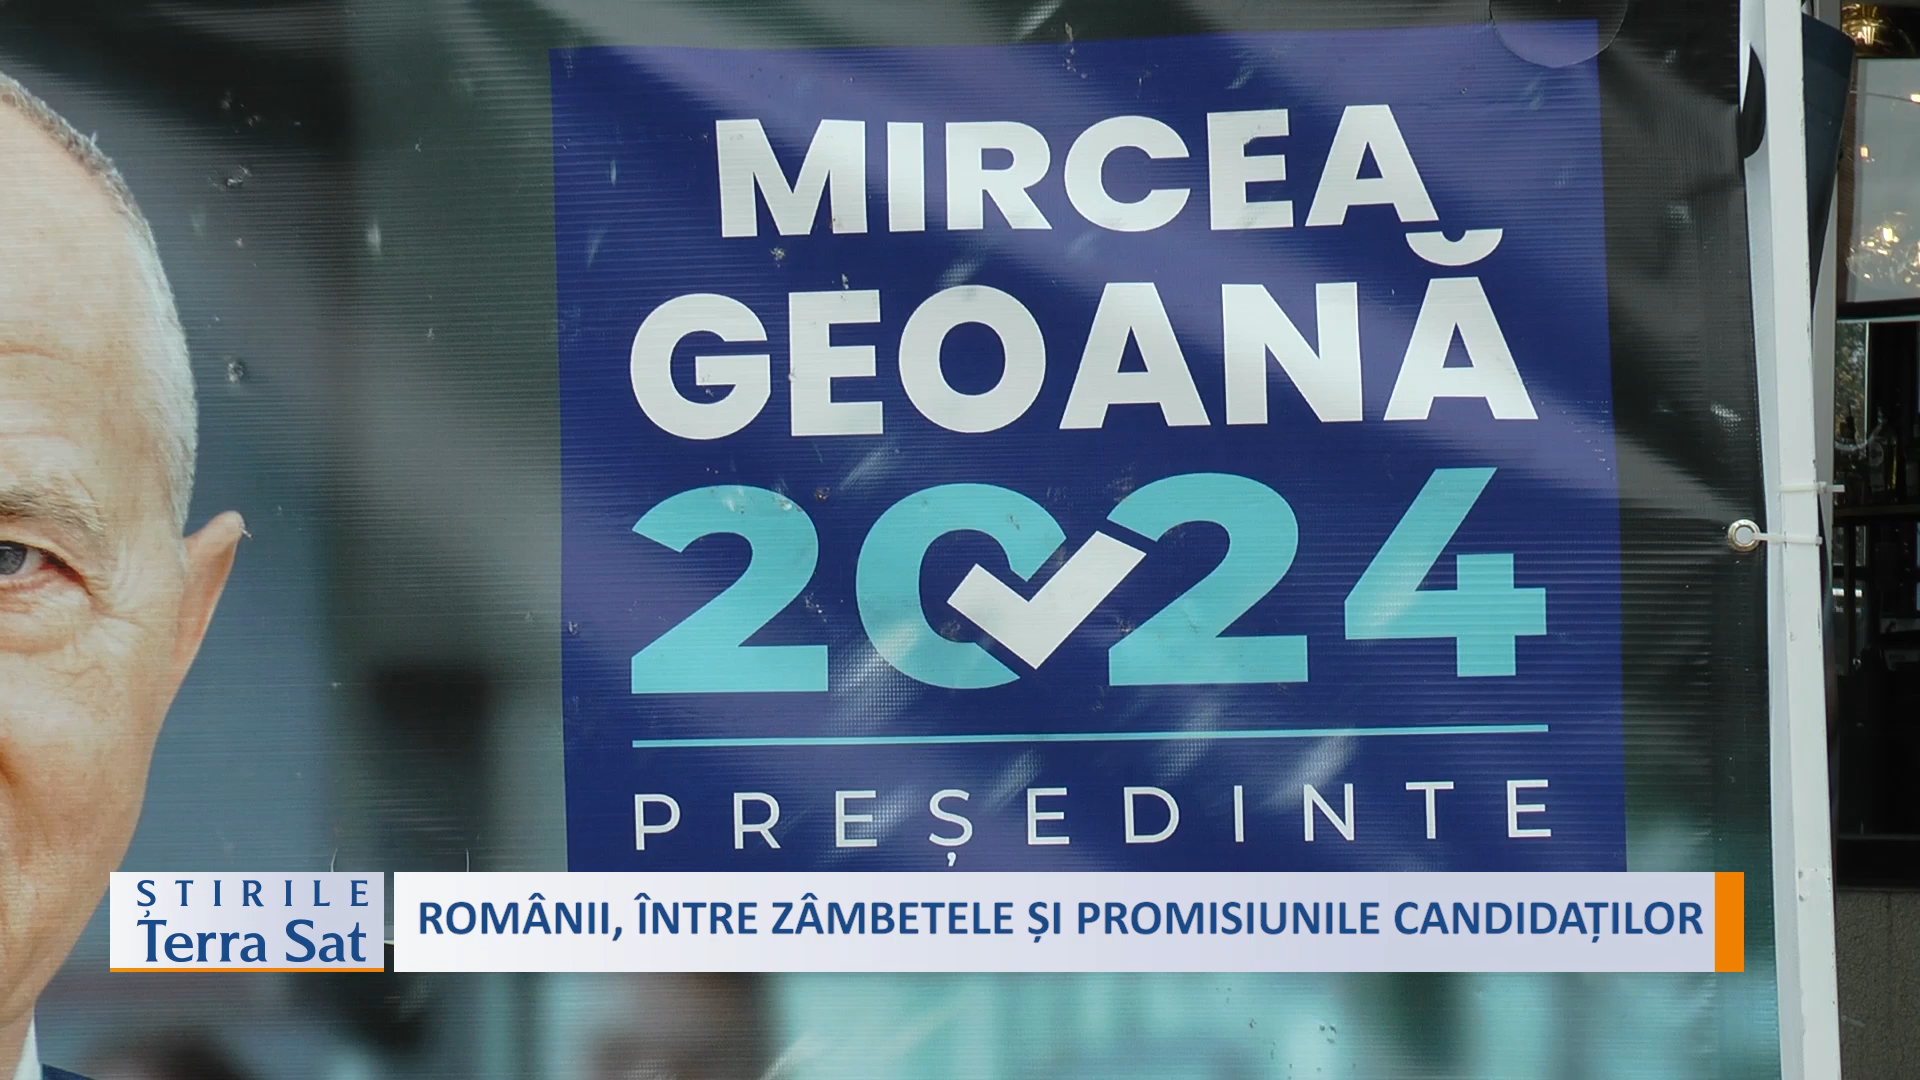 MIRCEA
GEOANĂ
2024
PREȘEDINTE
ȘTIRILE
Terra Sat
ROMÂNII, ÎNTRE ZÂMBETELE ȘI PROMISIUNILE CANDIDAȚILOR